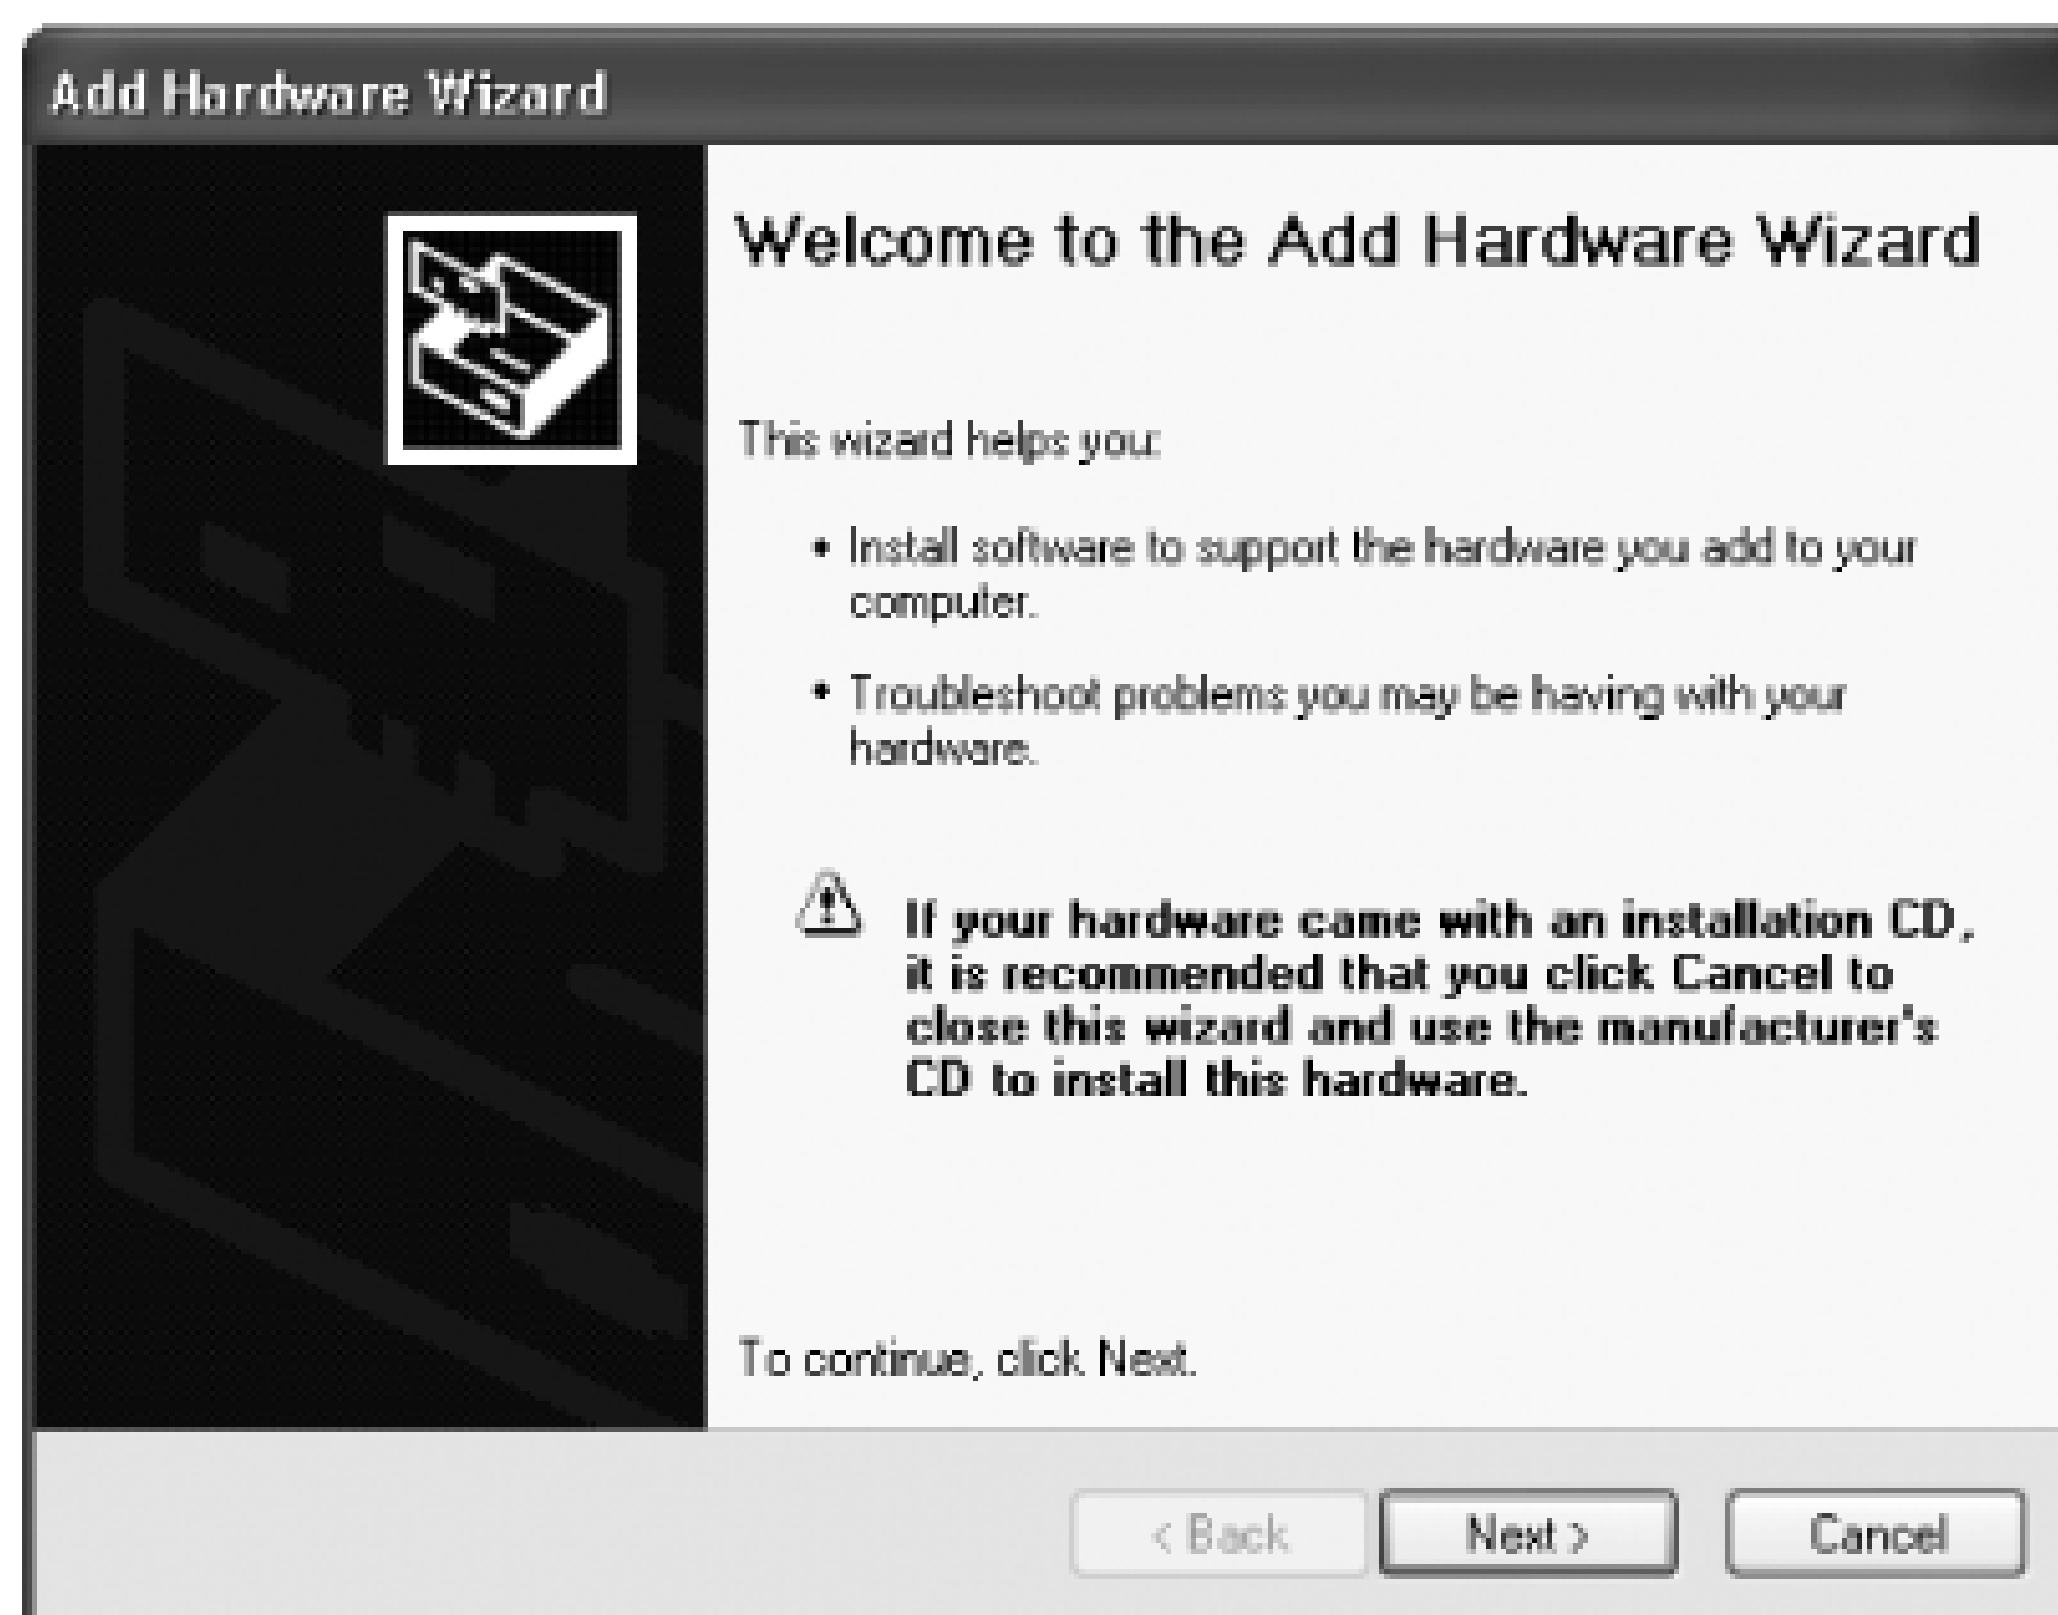 Add Hardware Wizard
Welcome to the Add Hardware Wizard
This wizard helps you:
• Install software to support the hardware you add to your
computer.
• Troubleshoot problems you may be having with your
hardware.
If your hardware came with an installation CD,
it is recommended that you click Cancel to
close this wizard and use the manufacturer's
CD to install this hardware.
To continue, click Next.
< Back Next > Cancel